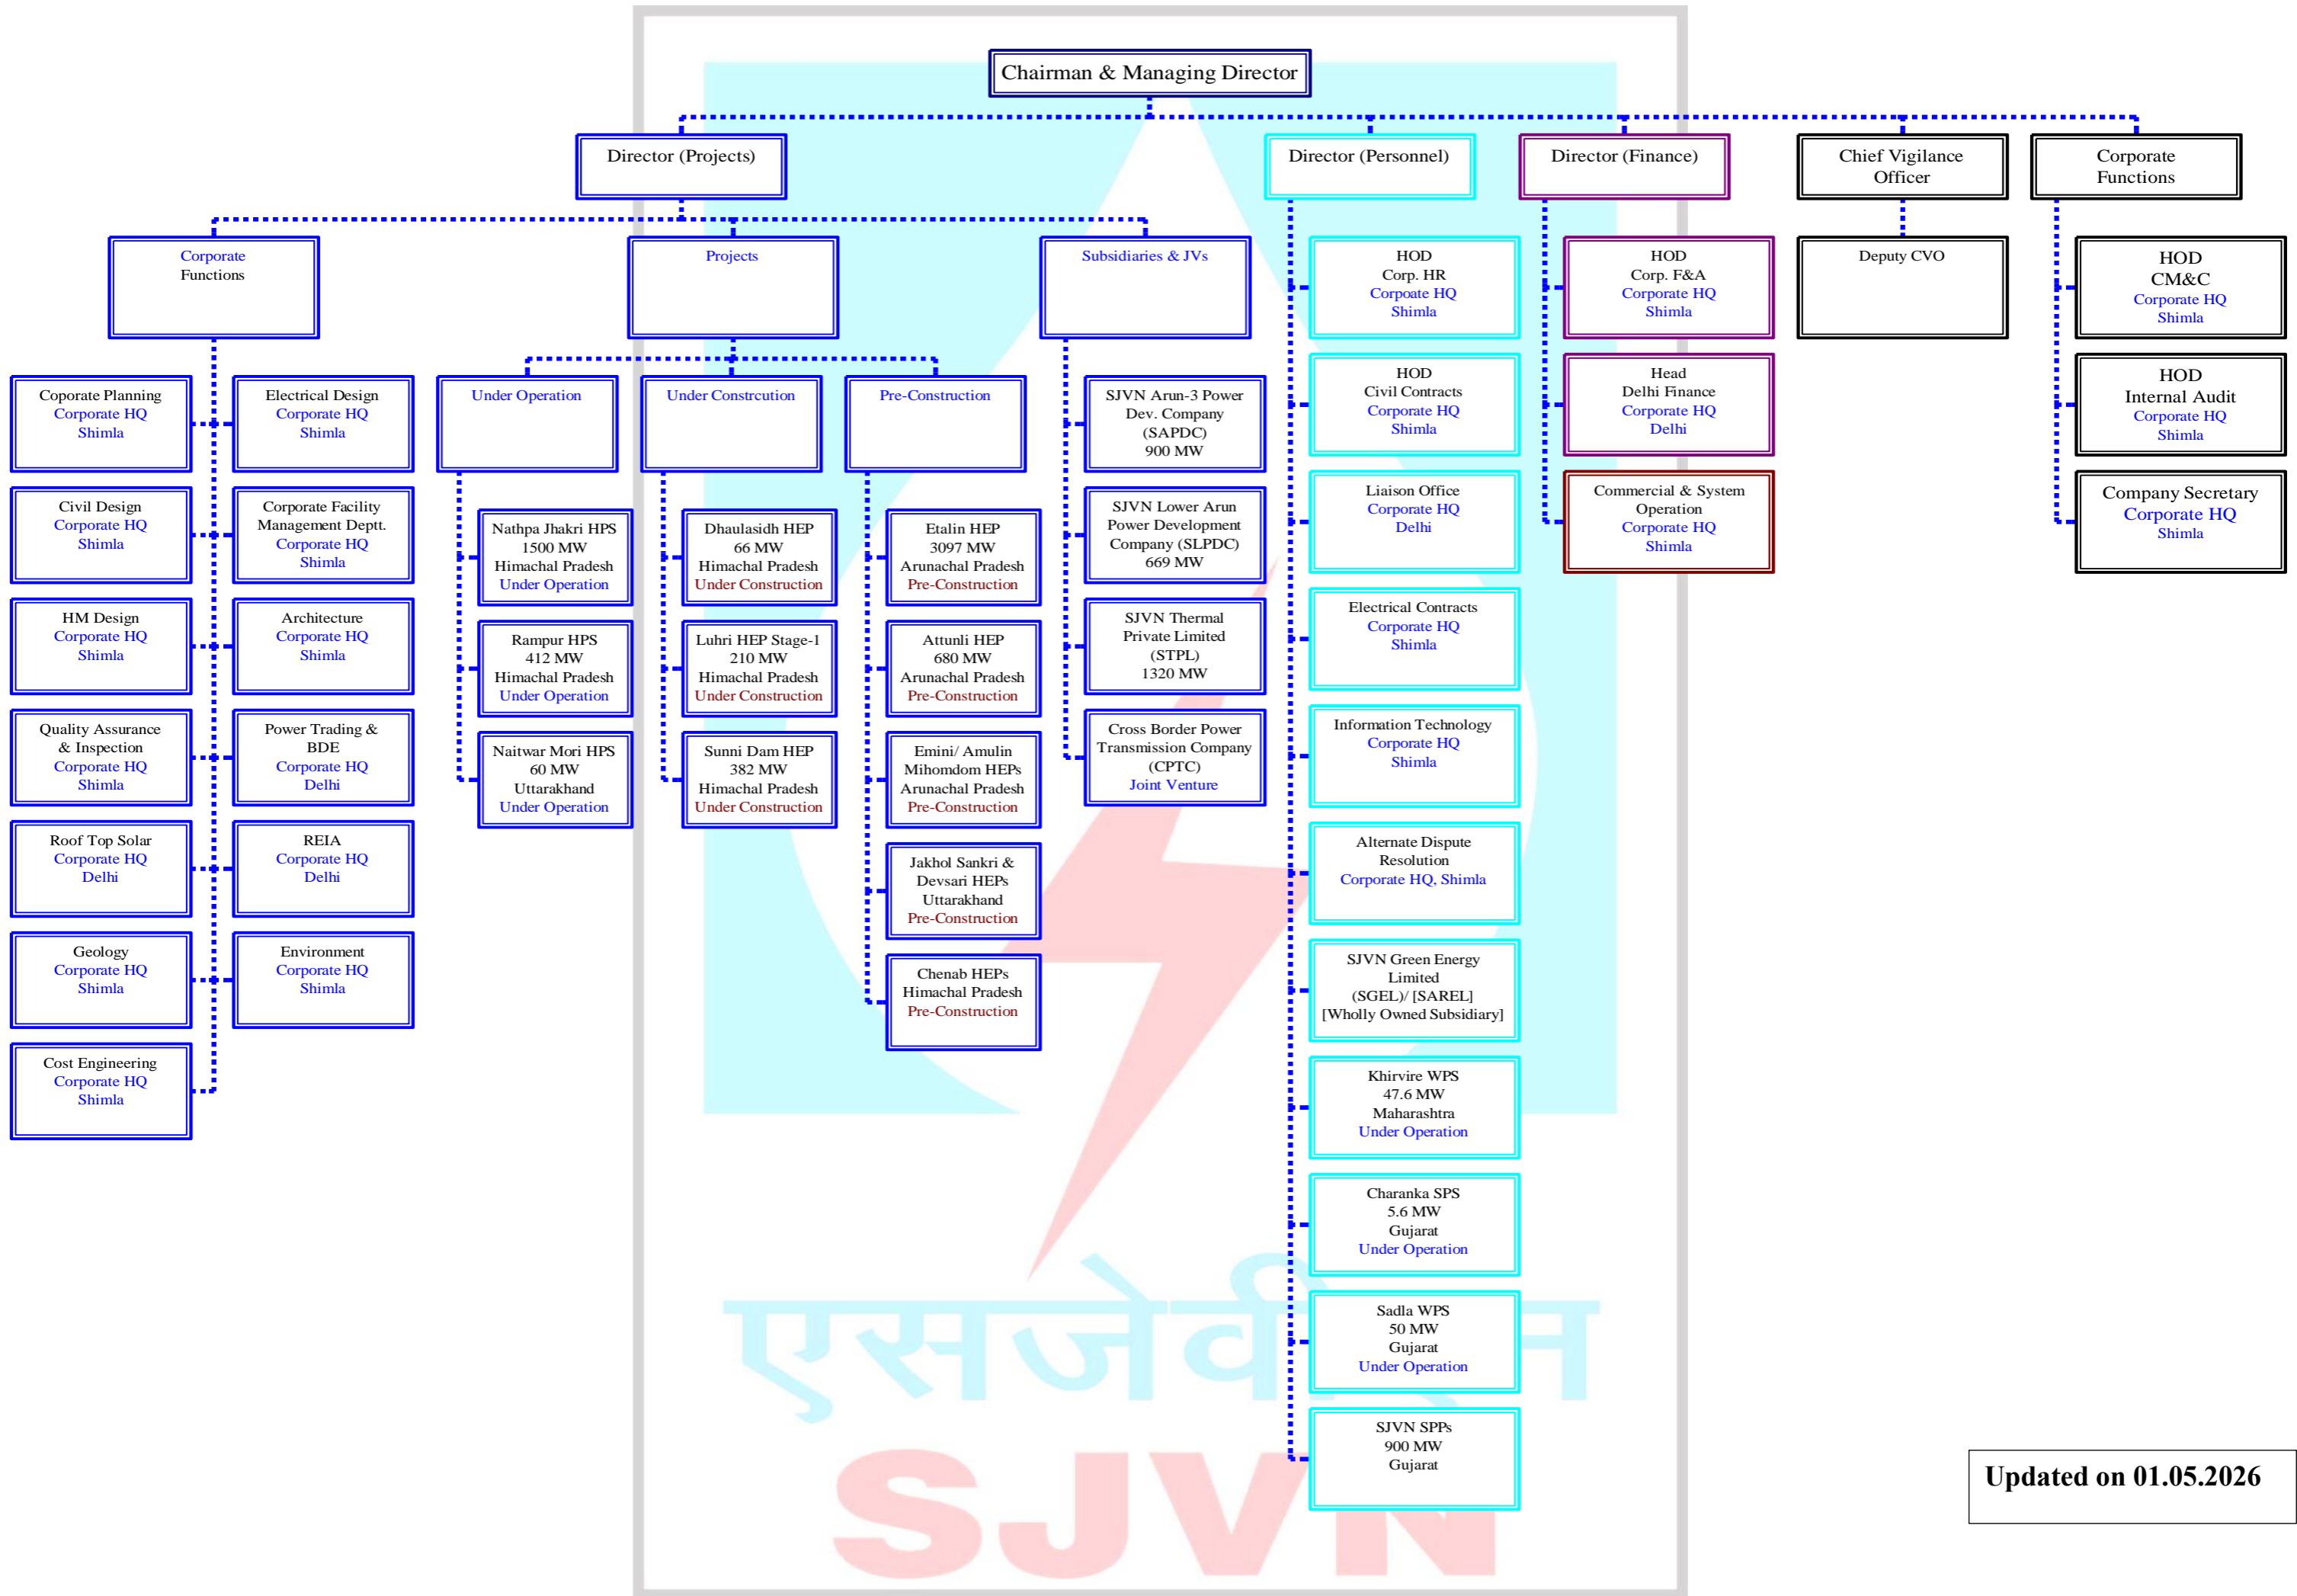 Chairman & Managing Director
Director (Projects)
Director (Personnel)
Director (Finance)
Chief Vigilance
Officer
Corporate
Functions
Corporate
Functions
Projects
Subsidiaries & JVs
HOD
Corp. HR
Corpoate HQ
Shimla
HOD
Corp. F&A
Corporate HQ
Shimla
Deputy CVO
HOD
CM&C
Corporate HQ
Shimla
Coporate Planning
Corporate HQ
Shimla
Electrical Design
Corporate HQ
Shimla
Under Operation
Under Constrcution
Pre-Construction
SJVN Arun-3 Power
Dev. Company
(SAPDC)
900 MW
HOD
Civil Contracts
Corporate HQ
Shimla
Head
Delhi Finance
Corporate HQ
Delhi
HOD
Internal Audit
Corporate HQ
Shimla
Civil Design
Corporate HQ
Shimla
Corporate Facility
Management Deptt.
Corporate HQ
Shimla
Nathpa Jhakri HPS
1500 MW
Himachal Pradesh
Under Operation
Dhaulasidh HEP
66 MW
Himachal Pradesh
Under Construction
Etalin HEP
3097 MW
Arunachal Pradesh
Pre-Construction
SJVN Lower Arun
Power Development
Company (SLPDC)
669 MW
Liaison Office
Corporate HQ
Delhi
Commercial & System
Operation
Corporate HQ
Shimla
Company Secretary
Corporate HQ
Shimla
HM Design
Corporate HQ
Shimla
Architecture
Corporate HQ
Shimla
Rampur HPS
412 MW
Himachal Pradesh
Under Operation
Luhri HEP Stage-1
210 MW
Himachal Pradesh
Under Construction
Attunli HEP
680 MW
Arunachal Pradesh
Pre-Construction
SJVN Thermal
Private Limited
(STPL)
1320 MW
Electrical Contracts
Corporate HQ
Shimla
Quality Assurance
& Inspection
Corporate HQ
Shimla
Power Trading &
BDE
Corporate HQ
Delhi
Naitwar Mori HPS
60 MW
Uttarakhand
Under Operation
Sunni Dam HEP
382 MW
Himachal Pradesh
Under Construction
Emini/ Amulin
Mihomdom HEPs
Arunachal Pradesh
Pre-Construction
Cross Border Power
Transmission Company
(CPTC)
Joint Venture
Information Technology
Corporate HQ
Shimla
Roof Top Solar
Corporate HQ
Delhi
REIA
Corporate HQ
Delhi
Jakhol Sankri &
Devsari HEPs
Uttarakhand
Pre-Construction
Alternate Dispute
Resolution
Corporate HQ, Shimla
Geology
Corporate HQ
Shimla
Environment
Corporate HQ
Shimla
Chenab HEPs
Himachal Pradesh
Pre-Construction
SJVN Green Energy
Limited
(SGEL)/ [SAREL]
[Wholly Owned Subsidiary]
Cost Engineering
Corporate HQ
Shimla
Khirvire WPS
47.6 MW
Maharashtra
Under Operation
Charanka SPS
5.6 MW
Gujarat
Under Operation
Sadla WPS
50 MW
Gujarat
Under Operation
SJVN SPPs
900 MW
Gujarat
एसजेवीएन
SJVN
Updated on 01.05.2026